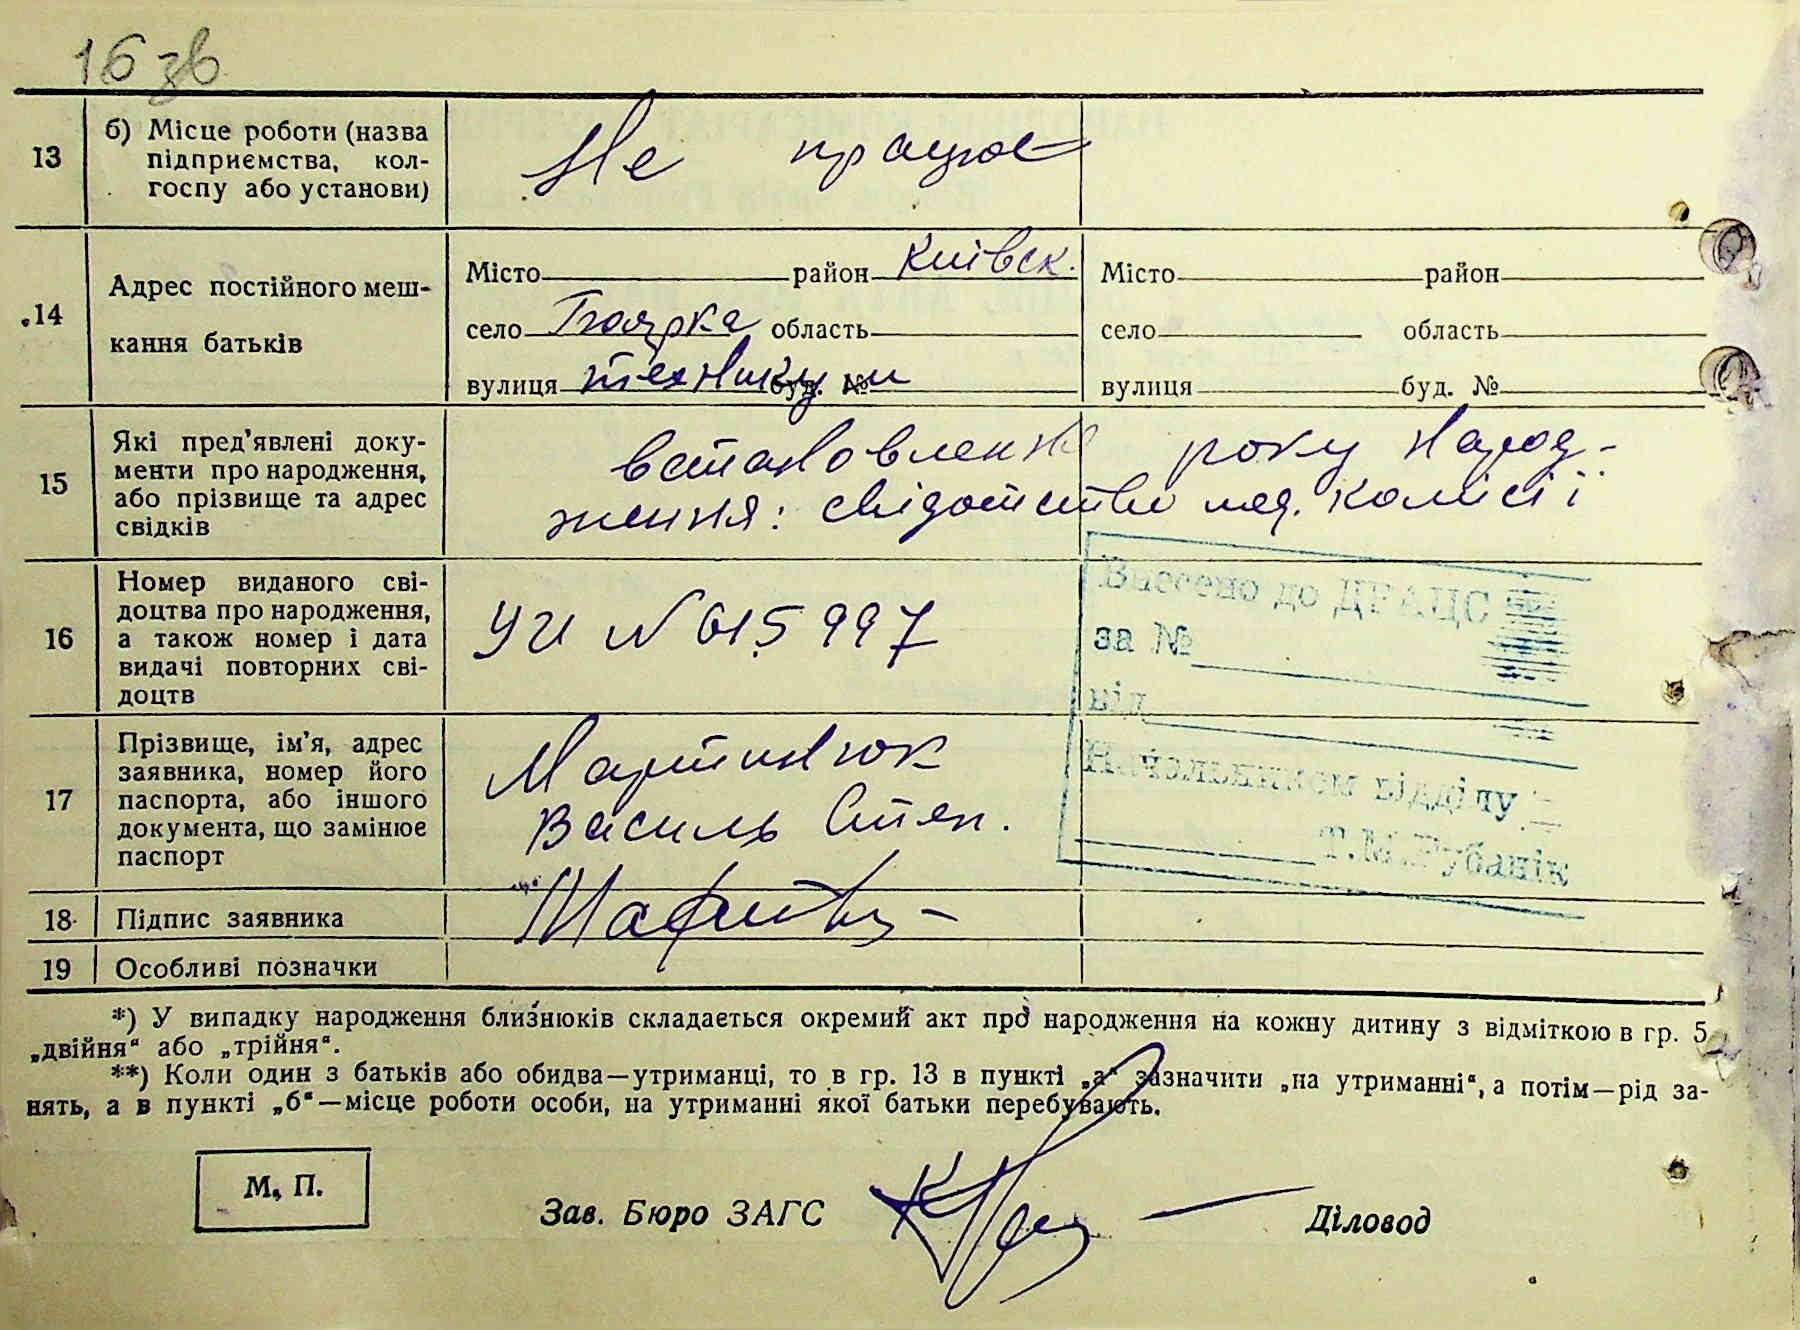 16 зв
13
б) Місце роботи (назва
підприємства, кол-
госпу або установи)
Не працює
14
Адрес постійного меш-
кання батьків
Місто район Київськ.
село Боярка область
вулиця технікум буд. №
Місто район
село область
вулиця буд. №
15
Які пред'явлені доку-
менти про народження,
або прізвище та адрес
свідків
встановлення року народ-
ження: свідотство мед. комісії
16
Номер виданого сві-
доцтва про народження,
а також номер і дата
видачі повторних сві-
доцтв
УИ № 615997
Внесено до ДРАЦС
за №
від
Начальником відділу
Т.М.Рубанік
17
Прізвище, ім'я, адрес
заявника, номер його
паспорта, або іншого
документа, що замінює
паспорт
Мартинюк
Василь Степ.
18
Підпис заявника
19
Особливі позначки
*) У випадку народження близнюків складається окремий акт про народження на кожну дитину з відміткою в гр. 5
„двійня“ або „трійня“.
**) Коли один з батьків або обидва—утриманці, то в гр. 13 в пункті „а“ зазначити „на утриманні“, а потім—рід за-
нять, а в пункті „б“—місце роботи особи, на утриманні якої батьки перебувають.
М. П.
Зав. Бюро ЗАГС
Діловод